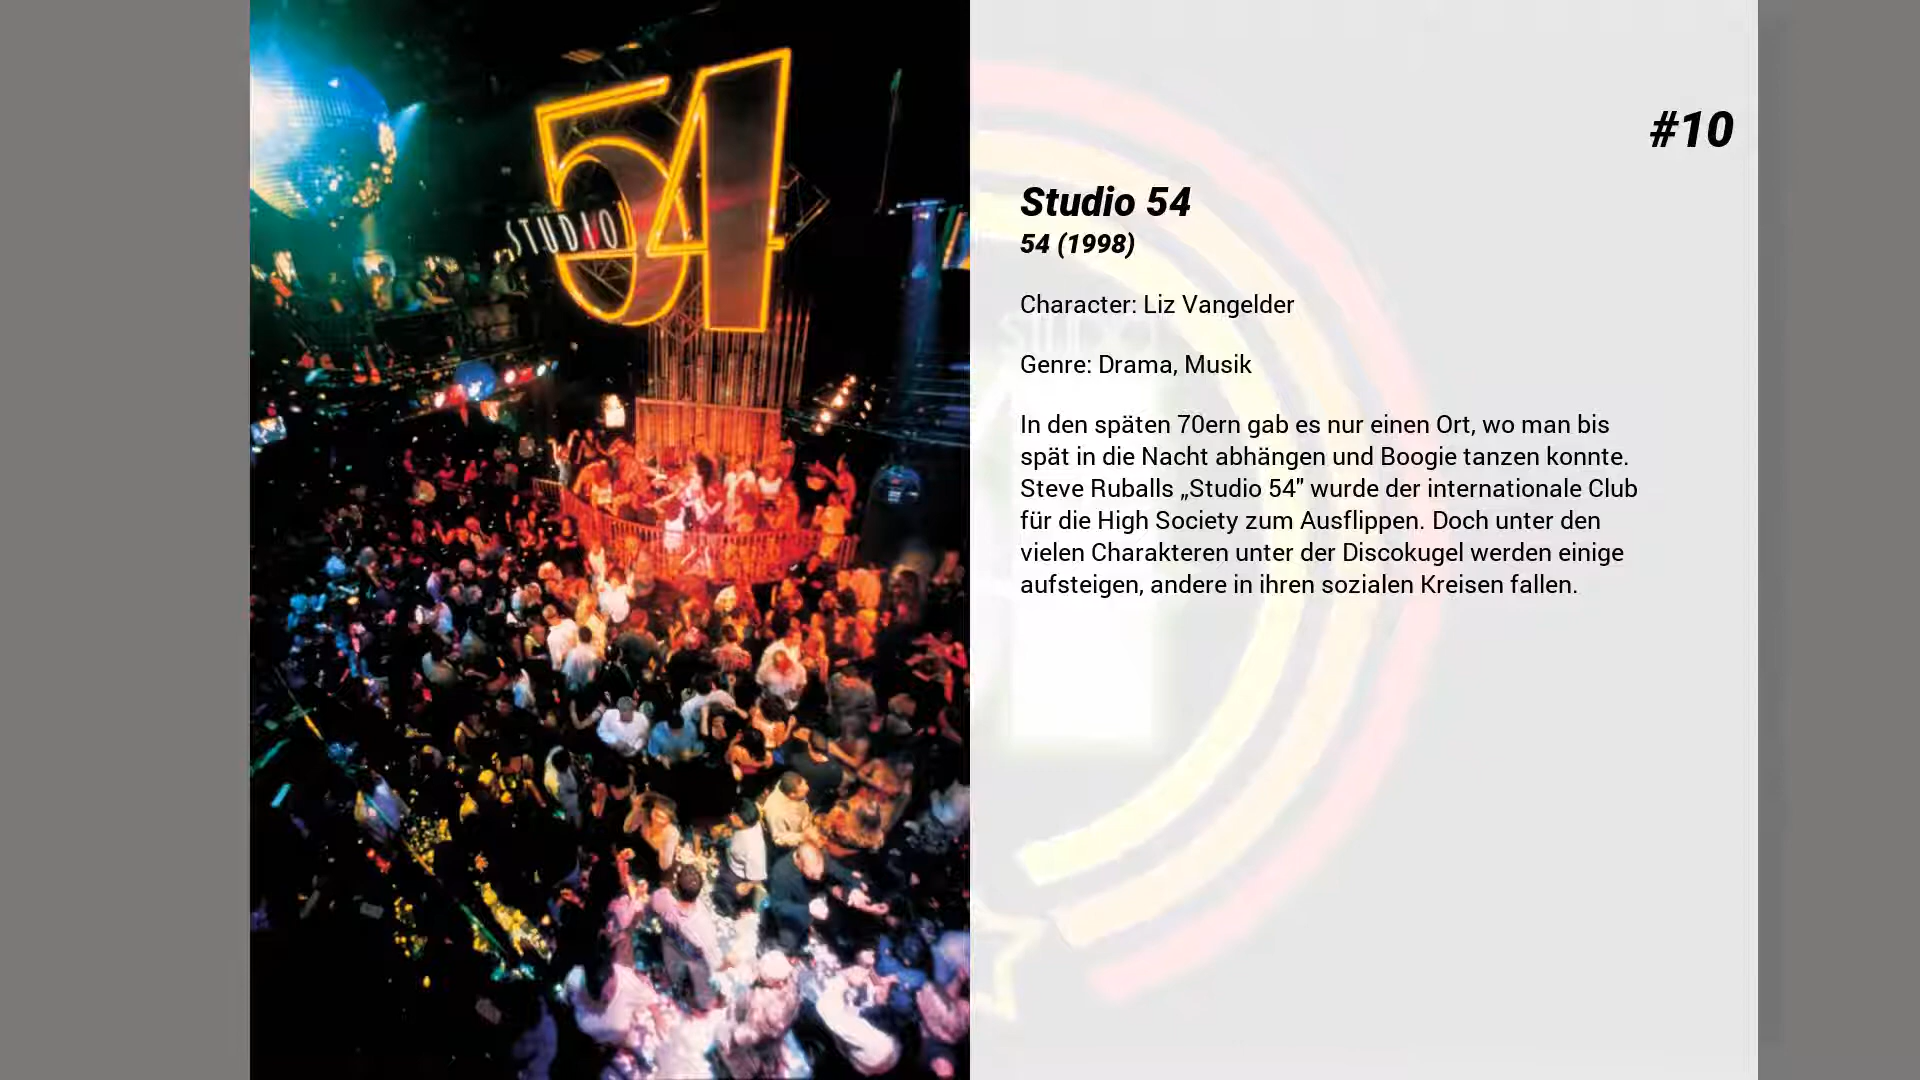 54
STUDIO
#10
Studio 54
54 (1998)
Character: Liz Vangelder
Genre: Drama, Musik
In den späten 70ern gab es nur einen Ort, wo man bis
spät in die Nacht abhängen und Boogie tanzen konnte.
Steve Ruballs „Studio 54" wurde der internationale Club
für die High Society zum Ausflippen. Doch unter den
vielen Charakteren unter der Discokugel werden einige
aufsteigen, andere in ihren sozialen Kreisen fallen.